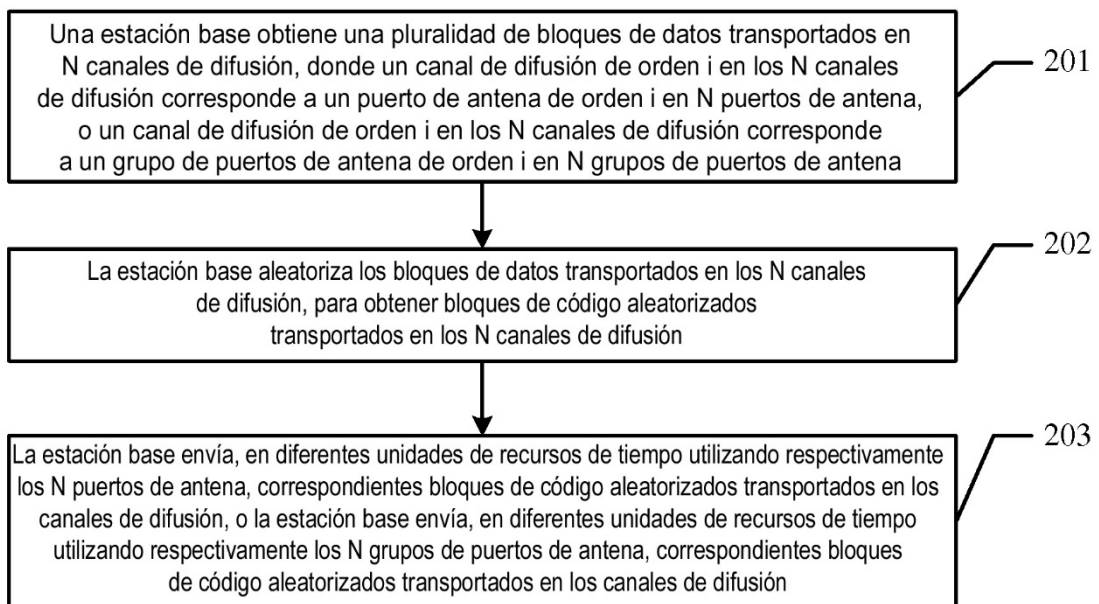 Una estación base obtiene una pluralidad de bloques de datos transportados en
N canales de difusión, donde un canal de difusión de orden i en los N canales
de difusión corresponde a un puerto de antena de orden i en N puertos de antena,
o un canal de difusión de orden i en los N canales de difusión corresponde
a un grupo de puertos de antena de orden i en N grupos de puertos de antena
201
La estación base aleatoriza los bloques de datos transportados en los N canales
de difusión, para obtener bloques de código aleatorizados
transportados en los N canales de difusión
202
La estación base envía, en diferentes unidades de recursos de tiempo utilizando respectivamente
los N puertos de antena, correspondientes bloques de código aleatorizados transportados en los
canales de difusión, o la estación base envía, en diferentes unidades de recursos de tiempo
utilizando respectivamente los N grupos de puertos de antena, correspondientes bloques
de código aleatorizados transportados en los canales de difusión
203